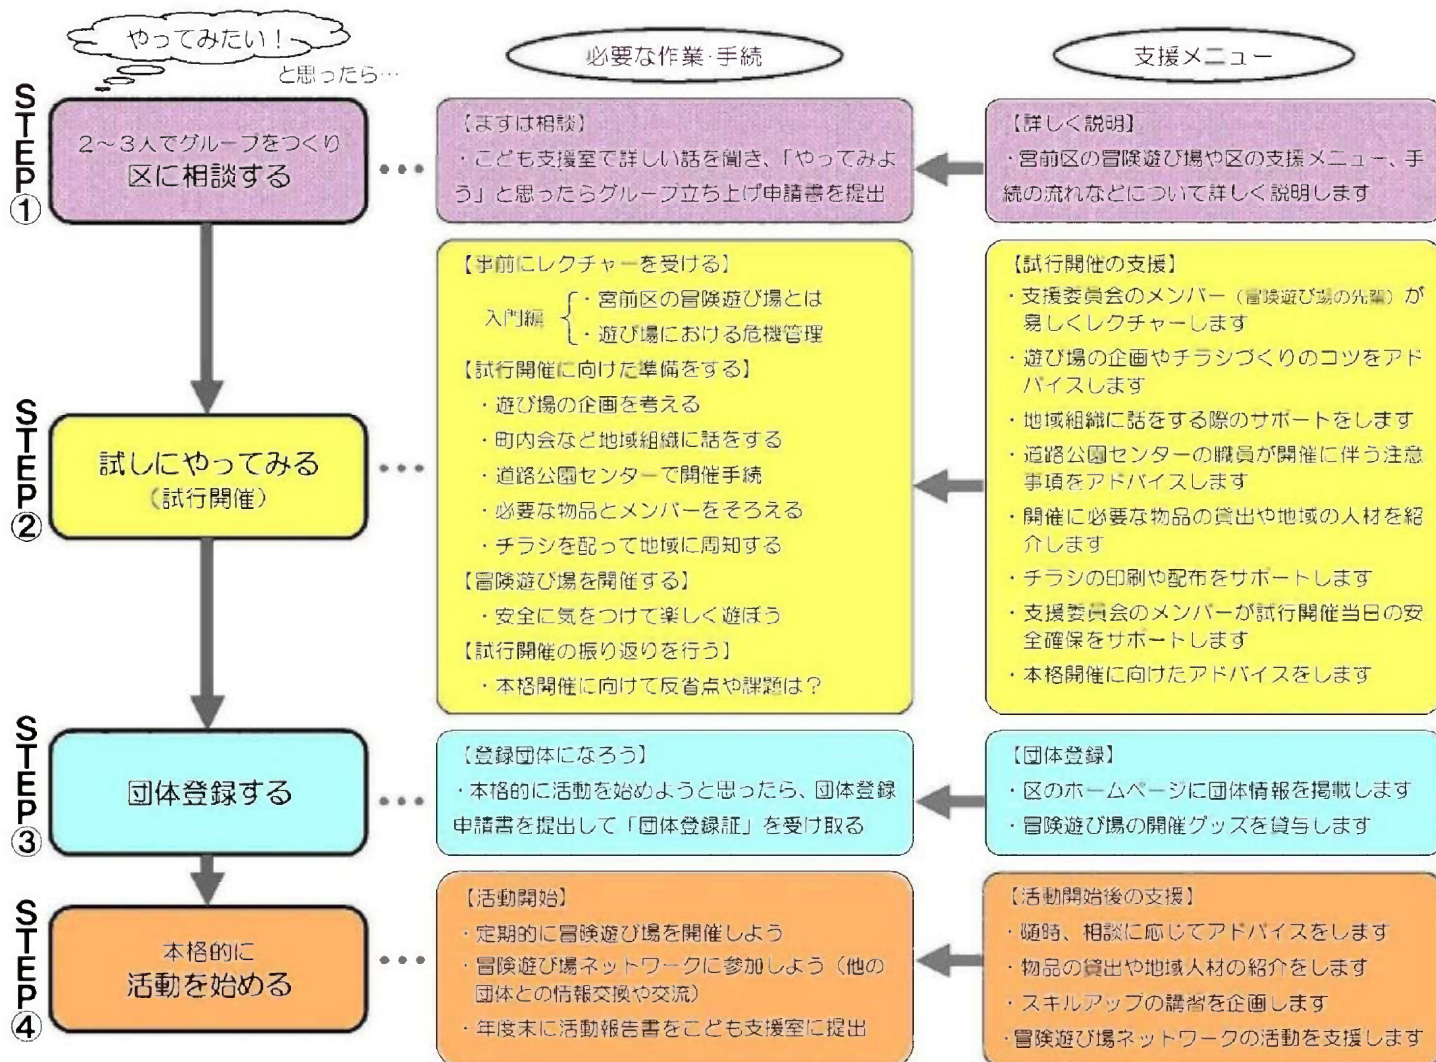 やってみたい！
と思ったら…
必要な作業・手続
支援メニュー
STEP①
２～３人でグループをつくり
区に相談する
…
【まずは相談】
・こども支援室で詳しい話を聞き、「やってみよ
う」と思ったらグループ立ち上げ申請書を提出
【詳しく説明】
・宮前区の冒険遊び場や区の支援メニュー、手
続の流れなどについて詳しく説明します
STEP②
試しにやってみる
（試行開催）
…
【事前にレクチャーを受ける】
入門編
・宮前区の冒険遊び場とは
・遊び場における危機管理
【試行開催に向けた準備をする】
・遊び場の企画を考える
・町内会など地域組織に話をする
・道路公園センターで開催手続
・必要な物品とメンバーをそろえる
・チラシを配って地域に周知する
【冒険遊び場を開催する】
・安全に気をつけて楽しく遊ぼう
【試行開催の振り返りを行う】
・本格開催に向けて反省点や課題は？
【試行開催の支援】
・支援委員会のメンバー（冒険遊び場の先輩）が
易しくレクチャーします
・遊び場の企画やチラシづくりのコツをアド
バイスします
・地域組織に話をする際のサポートをします
・道路公園センターの職員が開催に伴う注意
事項をアドバイスします
・開催に必要な物品の貸出や地域の人材を紹
介します
・チラシの印刷や配布をサポートします
・支援委員会のメンバーが試行開催当日の安
全確保をサポートします
・本格開催に向けたアドバイスをします
STEP③
団体登録する
…
【登録団体になろう】
・本格的に活動を始めようと思ったら、団体登録
申請書を提出して「団体登録証」を受け取る
【団体登録】
・区のホームページに団体情報を掲載します
・冒険遊び場の開催グッズを貸与します
STEP④
本格的に
活動を始める
…
【活動開始】
・定期的に冒険遊び場を開催しよう
・冒険遊び場ネットワークに参加しよう（他の
団体との情報交換や交流）
・年度末に活動報告書をこども支援室に提出
【活動開始後の支援】
・随時、相談に応じてアドバイスをします
・物品の貸出や地域人材の紹介をします
・スキルアップの講習を企画します
・冒険遊び場ネットワークの活動を支援します